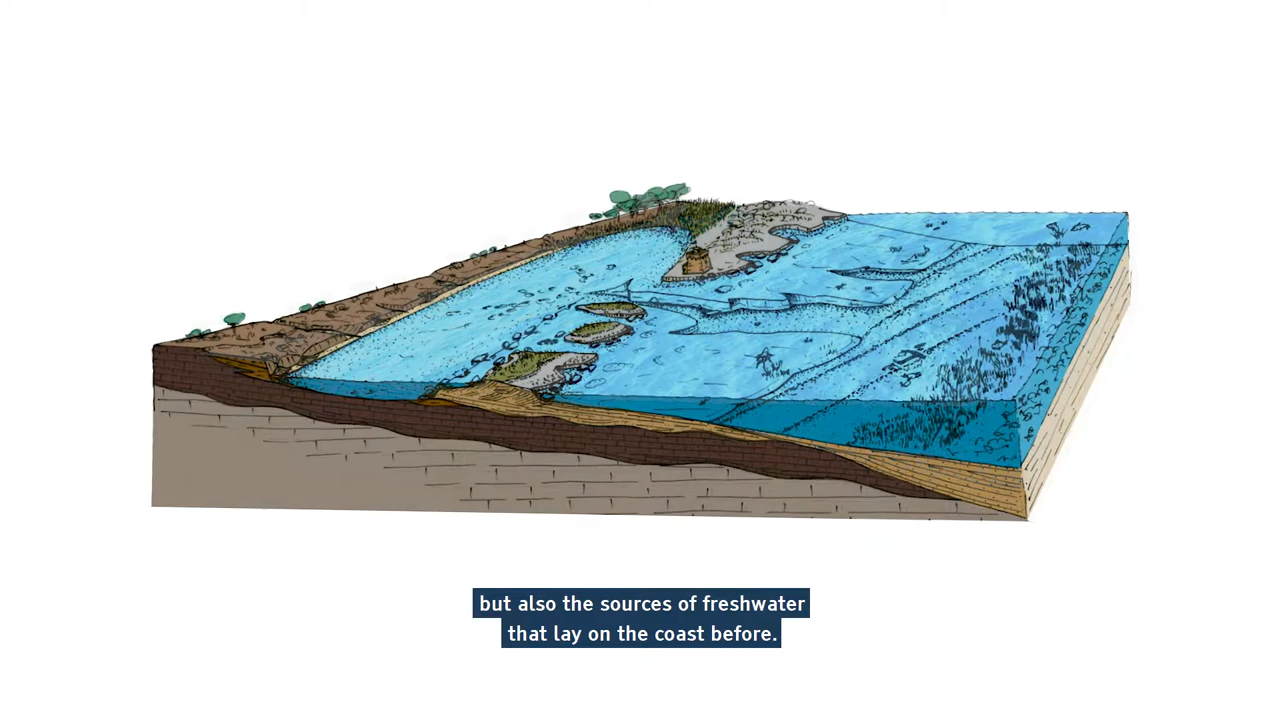 but also the sources of freshwater
that lay on the coast before.